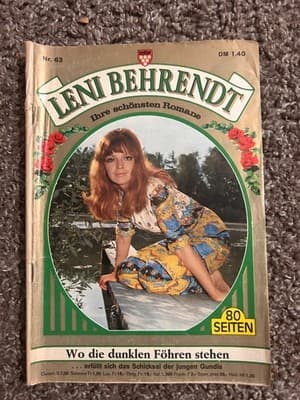 Nr. 63
DM 1.40
LENI BEHRENDT
Ihre schönsten Romane
80
SEITEN
Wo die dunklen Föhren stehen
. . . erfüllt sich das Schicksal der jungen Gundis